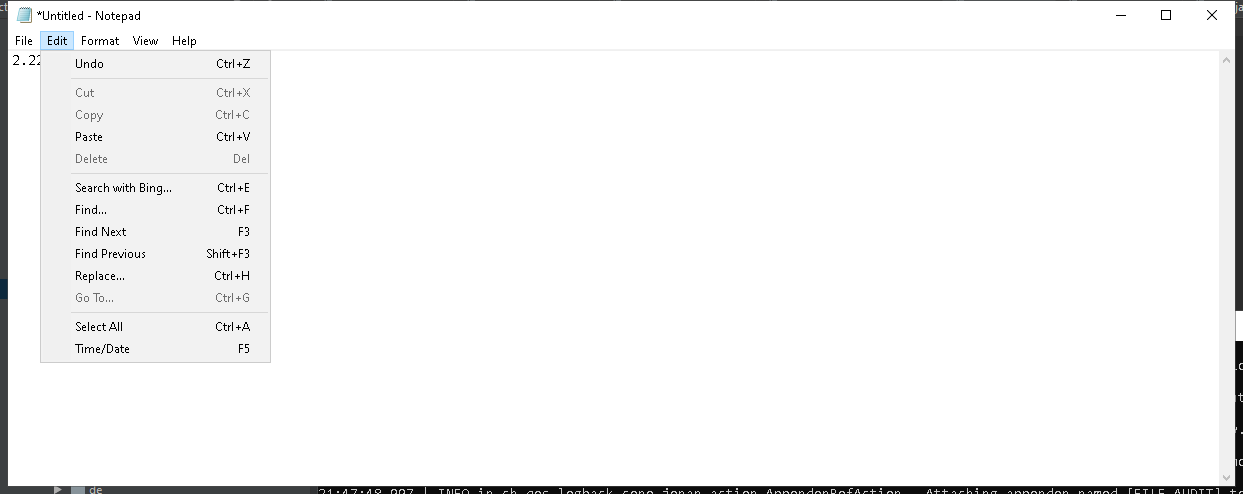 *Untitled - Notepad
File Edit Format View Help
2.22
Undo Ctrl+Z
Cut Ctrl+X
Copy Ctrl+C
Paste Ctrl+V
Delete Del
Search with Bing... Ctrl+E
Find... Ctrl+F
Find Next F3
Find Previous Shift+F3
Replace... Ctrl+H
Go To... Ctrl+G
Select All Ctrl+A
Time/Date F5
de
21:47:48,997 | INFO in ch.qos.logback.core.joran.action.AppenderRefAction - Attaching appender named [FILE_AUDIT] t